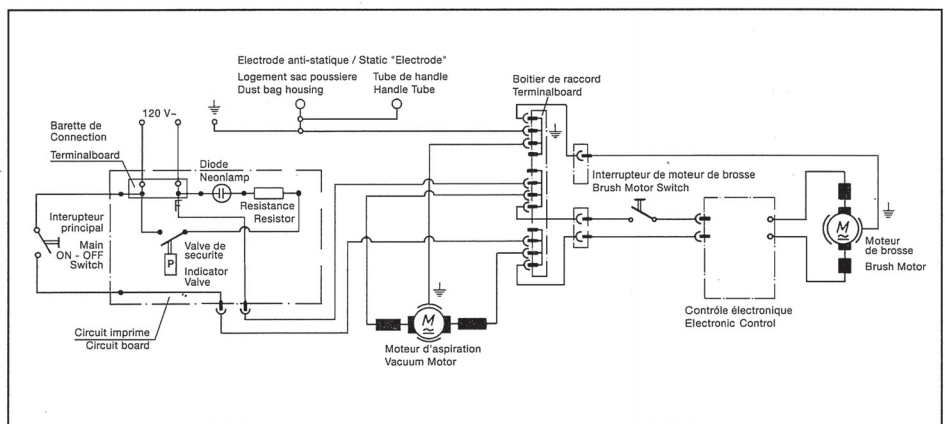 Electrode anti-statique / Static "Electrode"
Logement sac poussiere
Dust bag housing
Tube de handle
Handle Tube
Boitier de raccord
Terminalboard
120 V~
Barette de
Connection
Terminalboard
Diode
Neonlamp
Resistance
Resistor
Interupteur
principal
Main
ON - OFF
Switch
Valve de
securite
P
Indicator
Valve
Circuit imprime
Circuit board
M
Moteur d'aspiration
Vacuum Motor
Interrupteur de moteur de brosse
Brush Motor Switch
Contrôle électronique
Electronic Control
M
Moteur
de brosse
Brush Motor